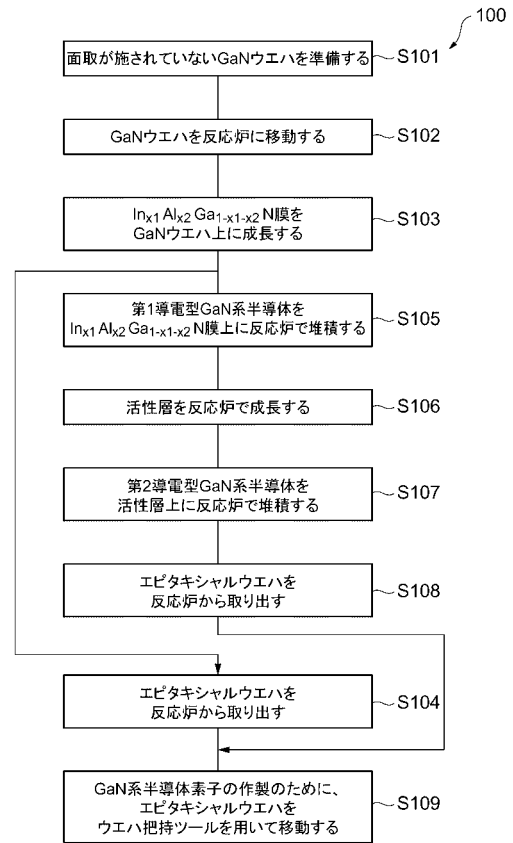 100
面取が施されていないGaNウエハを準備する
S101
GaNウエハを反応炉に移動する
S102
Inx1 Alx2 Ga1-x1-x2 N膜を
GaNウエハ上に成長する
S103
第1導電型GaN系半導体を
Inx1 Alx2 Ga1-x1-x2 N膜上に反応炉で堆積する
S105
活性層を反応炉で成長する
S106
第2導電型GaN系半導体を
活性層上に反応炉で堆積する
S107
エピタキシャルウエハを
反応炉から取り出す
S108
エピタキシャルウエハを
反応炉から取り出す
S104
GaN系半導体素子の作製のために、
エピタキシャルウエハを
ウエハ把持ツールを用いて移動する
S109